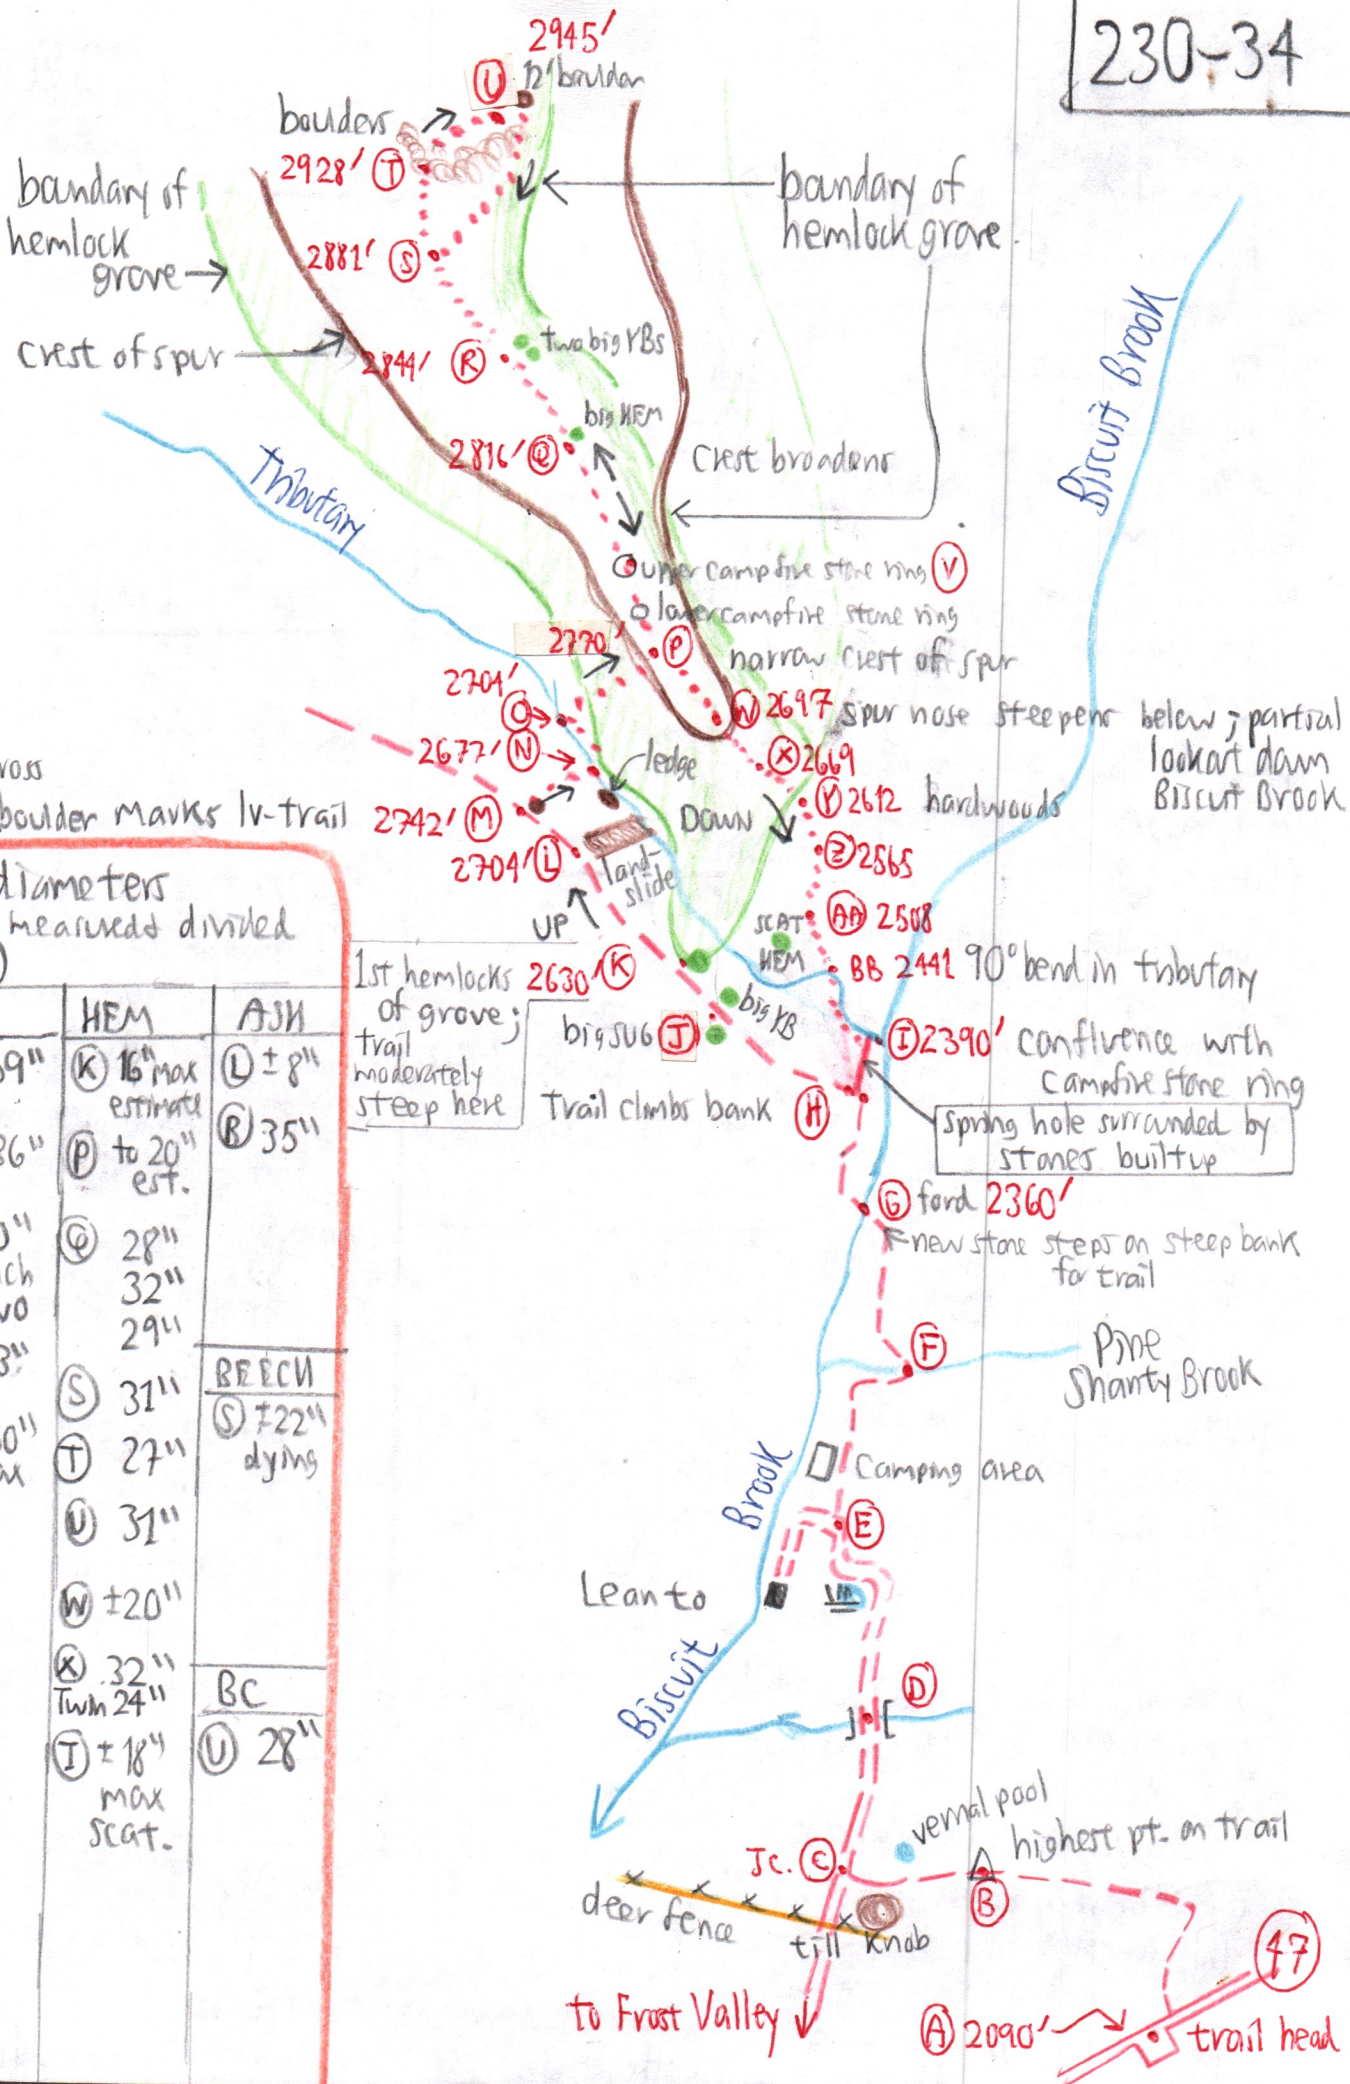 230-34
2945'
U 12' boulder
boulders
2928' T
boundary of
hemlock
grove
boundary of
hemlock grove
2881' S
crest of spur
two big YBs
2844' R
big HEM
2816' Q
Crest broadens
Tributary
Biscuit Brook
upper campfire stone ring V
lower campfire stone ring
2770' P
narrow crest of spur
2701'
O
W 2697 spur nose steepens below; partial
lookout down
Biscuit Brook
2677' N
ledge
X 2669
Y 2612 hardwoods
ross
boulder marks lv-trail
2742' M
DOWN
2704' L
land-
slide
Z 2565
UP
AA 2508
SCAT
HEM
BB 2441 90° bend in tributary
1st hemlocks
of grove;
trail
moderately
steep here
2630' K
big YB
big SUG J
I 2390' confluence with
campfire stone ring
Trail climbs bank H
spring hole surrounded by
stones built up
G ford 2360'
new stone steps on steep bank
for trail
F
Pine
Shanty Brook
Camping area
E
Brook
Lean to
Biscuit
D
vernal pool
highest pt. on trail
Jc. C
B
deer fence
till knob
47
to Frost Valley
A 2090'
trail head
diameters
measured & divided
HEM
K 16" max
estimate
P to 20"
est.
Q 28"
32"
29"
S 31"
T 27"
U 31"
W ±20"
X 32"
Twin 24"
I ±18"
max
scat.
ASH
L ±8"
R 35"
BEECH
S ±22"
dying
BC
U 28"
9"
36"
0"
ch
wo
3"
0"